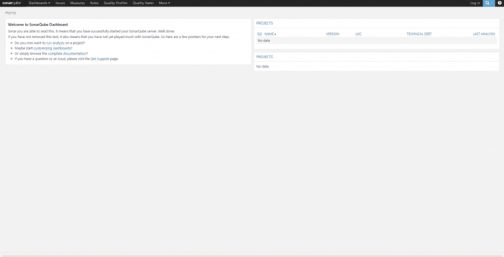 sonarqube Dashboards Issues Measures Rules Quality Profiles Quality Gates More Log in
Home
Welcome to SonarQube Dashboard
Since you are able to read this, it means that you have successfully started your SonarQube server. Well done!
If you have not removed this text, it also means that you have not yet played much with SonarQube. So here are a few pointers for your next step:
Do you now want to run analysis on a project?
Maybe start customizing dashboards?
Or simply browse the complete documentation?
If you have a question or an issue, please visit the Get Support page.
PROJECTS
QG NAME VERSION LOC TECHNICAL DEBT LAST ANALYSIS
No data
PROJECTS
No data